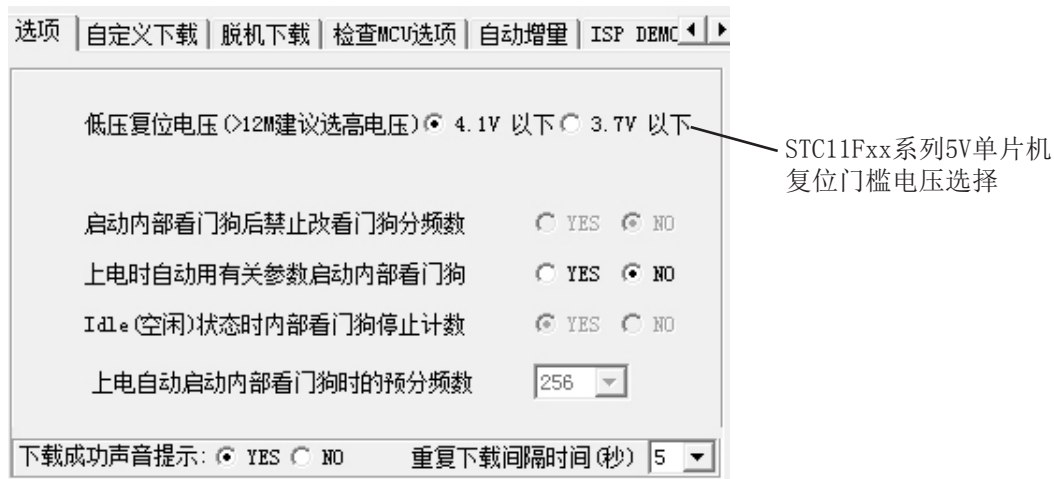 选项 自定义下载 脱机下载 检查MCU选项 自动增量 ISP DEMO
低压复位电压(>12M建议选高电压) 4.1V 以下 3.7V 以下
STC11Fxx系列5V单片机
复位门槛电压选择
启动内部看门狗后禁止改看门狗分频数 YES NO
上电时自动用有关参数启动内部看门狗 YES NO
Idle(空闲)状态时内部看门狗停止计数 YES NO
上电自动启动内部看门狗时的预分频数 256
下载成功声音提示: YES NO 重复下载间隔时间(秒) 5